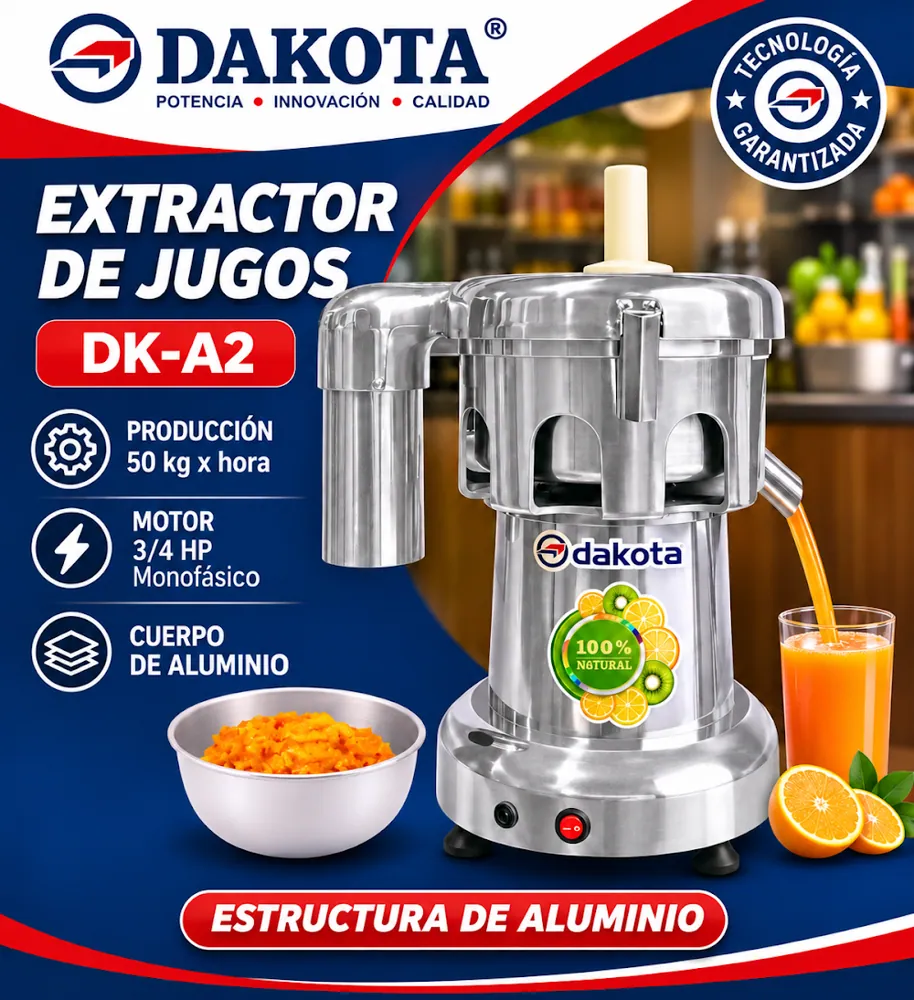 DAKOTA®
POTENCIA • INNOVACIÓN • CALIDAD
TECNOLOGÍA
GARANTIZADA
EXTRACTOR
DE JUGOS
DK-A2
PRODUCCIÓN
50 kg x hora
MOTOR
3/4 HP
Monofásico
CUERPO
DE ALUMINIO
dakota
100%
NATURAL
ESTRUCTURA DE ALUMINIO